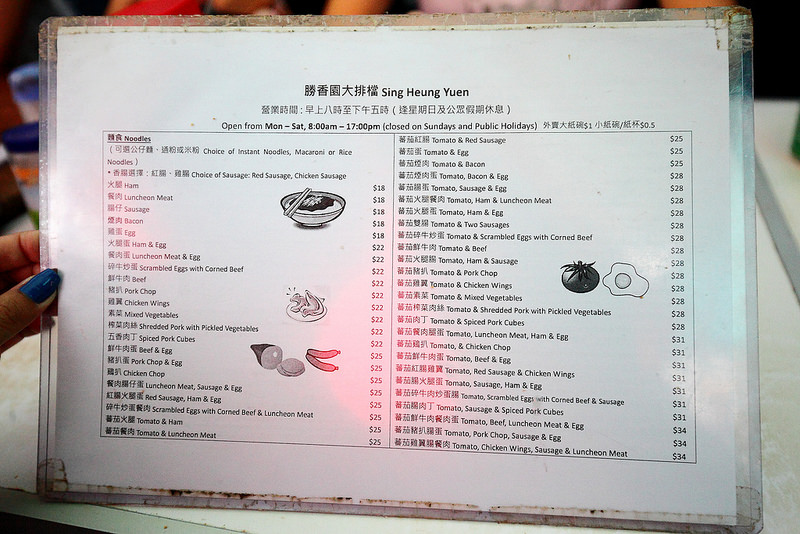 勝香園大排檔 Sing Heung Yuen
營業時間 : 早上八時至下午五時 ( 逢星期日及公眾假期休息 )
Open from Mon – Sat, 8:00am – 17:00pm (closed on Sundays and Public Holidays) 外賣大紙碗$1 小紙碗/紙杯$0.5
麵食 Noodles
( 可選公仔麵、通粉或米粉 Choice of Instant Noodles, Macaroni or Rice
Noodles )
• 香腸選擇 : 紅腸、雞腸 Choice of Sausage: Red Sausage, Chicken Sausage
火腿 Ham $18
餐肉 Luncheon Meat $18
腸仔 Sausage $18
煙肉 Bacon $18
雞蛋 Egg $18
火腿蛋 Ham & Egg $22
餐肉蛋 Luncheon Meat & Egg $22
碎牛炒蛋 Scrambled Eggs with Corned Beef $22
鮮牛肉 Beef $22
豬扒 Pork Chop $22
雞翼 Chicken Wings $22
素菜 Mixed Vegetables $22
榨菜肉絲 Shredded Pork with Pickled Vegetables $22
五香肉丁 Spiced Pork Cubes $22
鮮牛肉蛋 Beef & Egg $25
豬扒蛋 Pork Chop & Egg $25
鷄扒 Chicken Chop $25
餐肉腸仔蛋 Luncheon Meat, Sausage & Egg $25
紅腸火腿蛋 Red Sausage, Ham & Egg $25
碎牛炒蛋餐肉 Scrambled Eggs with Corned Beef & Luncheon Meat $25
蕃茄火腿 Tomato & Ham $25
蕃茄餐肉 Tomato & Luncheon Meat $25
蕃茄紅腸 Tomato & Red Sausage $25
蕃茄蛋 Tomato & Egg $25
蕃茄煙肉 Tomato & Bacon $25
蕃茄煙肉蛋 Tomato, Bacon & Egg $28
蕃茄腸蛋 Tomato, Sausage & Egg $28
蕃茄火腿餐肉 Tomato, Ham & Luncheon Meat $28
蕃茄火腿蛋 Tomato, Ham & Egg $28
蕃茄雙腸 Tomato & Two Sausages $28
蕃茄碎牛炒蛋 Tomato & Scrambled Eggs with Corned Beef $28
蕃茄鮮牛肉 Tomato & Beef $28
蕃茄火腿腸 Tomato, Ham & Sausage $28
蕃茄豬扒 Tomato & Pork Chop $28
蕃茄雞翼 Tomato & Chicken Wings $28
蕃茄素菜 Tomato & Mixed Vegetables $28
蕃茄榨菜肉絲 Tomato & Shredded Pork with Pickled Vegetables $28
蕃茄肉丁 Tomato & Spiced Pork Cubes $28
蕃茄餐肉腿蛋 Tomato, Luncheon Meat, Ham & Egg $31
蕃茄鷄扒 Tomato, & Chicken Chop $31
蕃茄鮮牛肉蛋 Tomato, Beef & Egg $31
蕃茄紅腸雞翼 Tomato, Red Sausage & Chicken Wings $31
蕃茄腸火腿蛋 Tomato, Sausage, Ham & Egg $31
蕃茄碎牛肉炒蛋腸 Tomato, Scrambled Eggs with Corned Beef & Sausage $31
蕃茄腸肉丁 Tomato, Sausage & Spiced Pork Cubes $31
蕃茄鮮牛肉餐肉蛋 Tomato, Beef, Luncheon Meat & Egg $34
蕃茄豬扒腸蛋 Tomato, Pork Chop, Sausage & Egg $34
蕃茄雞翼腸餐肉 Tomato, Chicken Wings, Sausage & Luncheon Meat $34